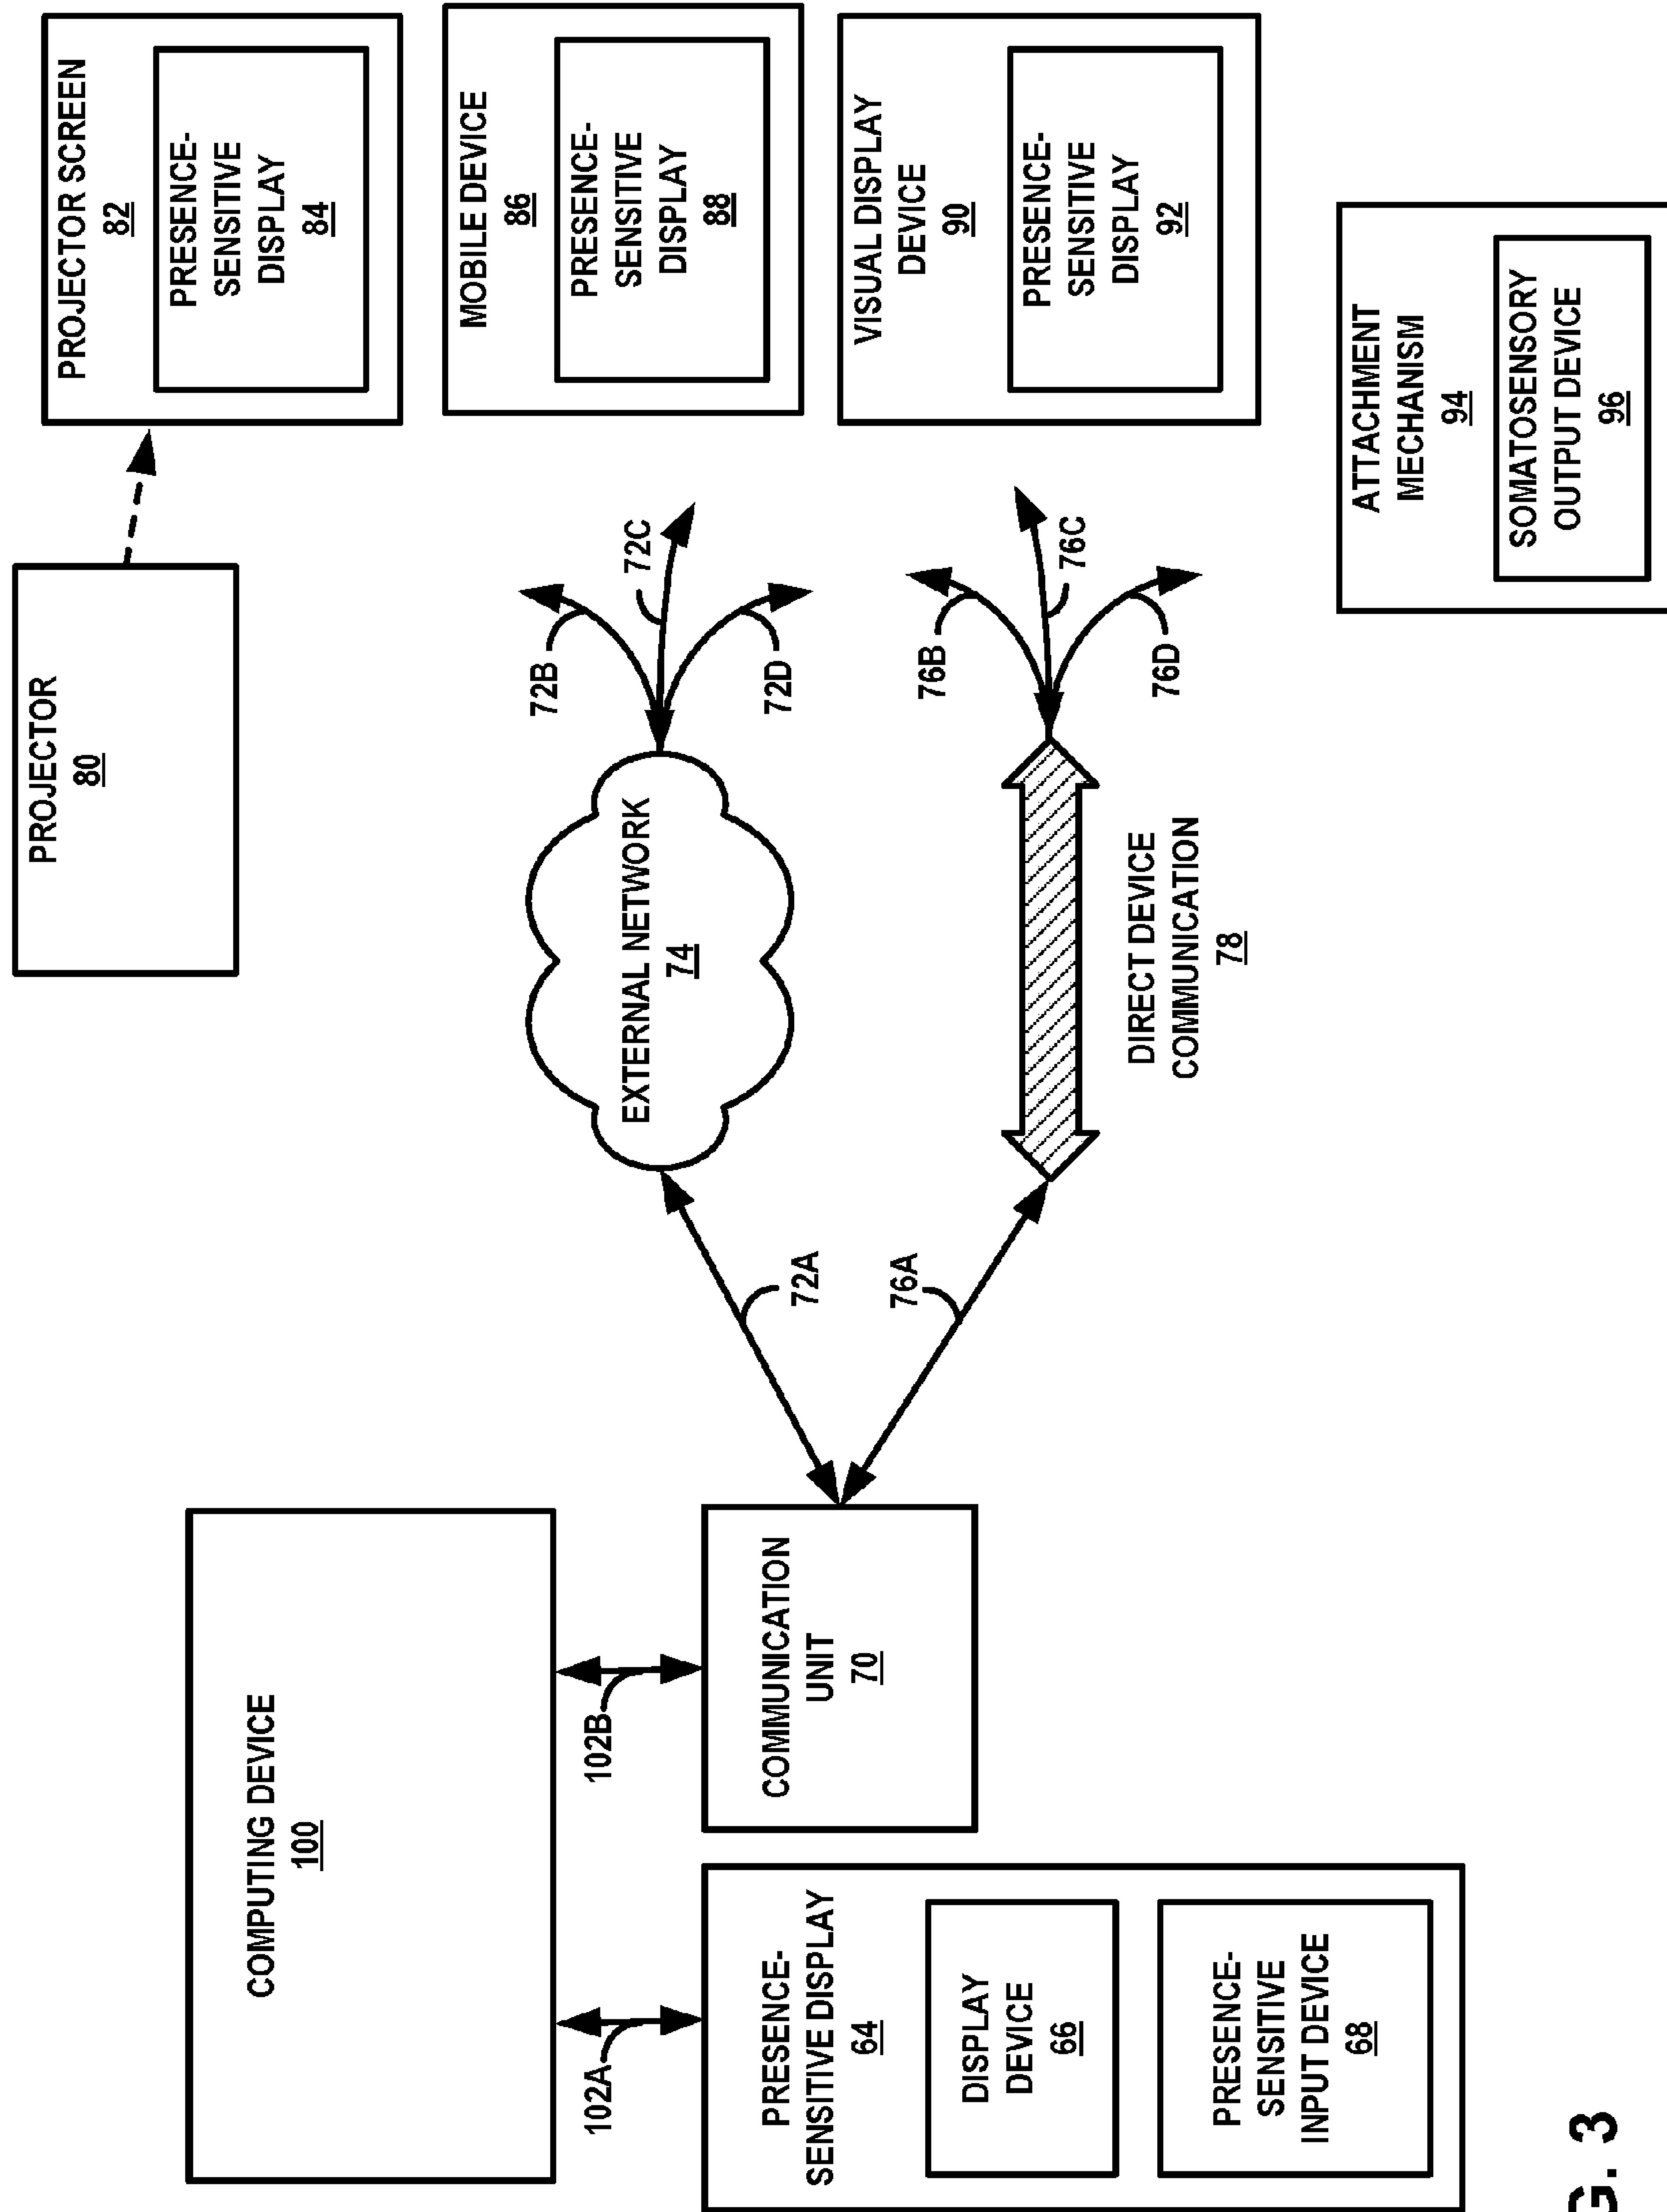 COMPUTING DEVICE
100
102A
102B
PRESENCE-
SENSITIVE DISPLAY
64
DISPLAY
DEVICE
66
PRESENCE-
SENSITIVE
INPUT DEVICE
68
COMMUNICATION
UNIT
70
72A
76A
EXTERNAL NETWORK
74
DIRECT DEVICE
COMMUNICATION
78
72B
72C
72D
76B
76C
76D
PROJECTOR
80
PROJECTOR SCREEN
82
PRESENCE-
SENSITIVE
DISPLAY
84
MOBILE DEVICE
86
PRESENCE-
SENSITIVE
DISPLAY
88
VISUAL DISPLAY
DEVICE
90
PRESENCE-
SENSITIVE
DISPLAY
92
ATTACHMENT
MECHANISM
94
SOMATOSENSORY
OUTPUT DEVICE
96
G. 3